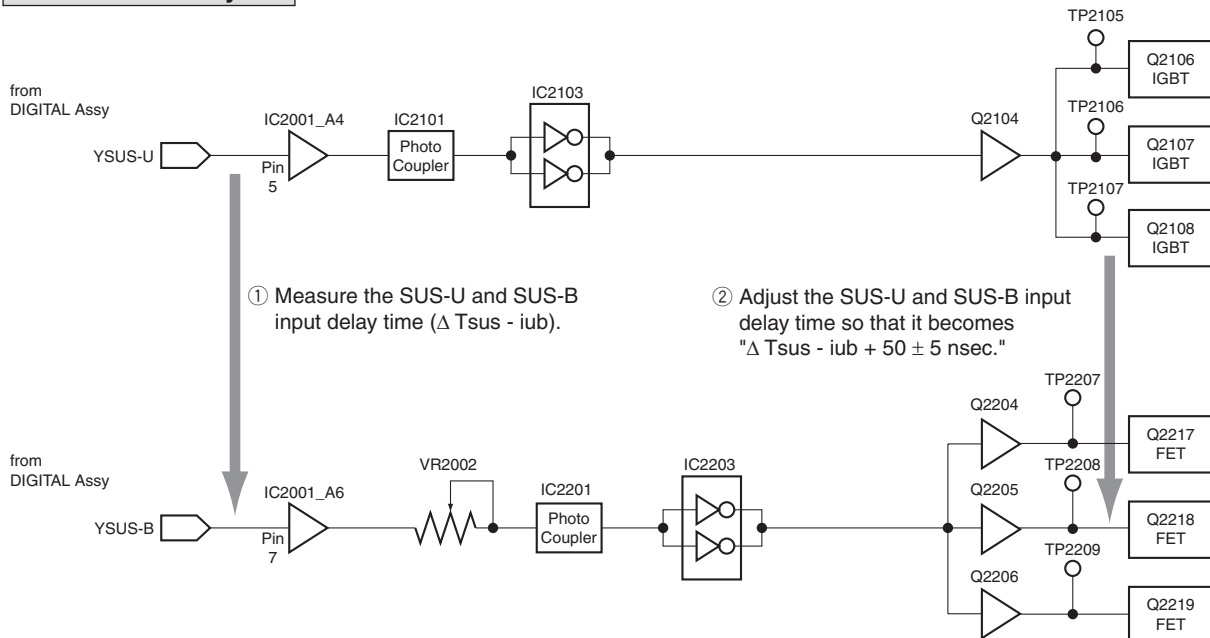 TP2105
from
DIGITAL Assy
Q2106
IGBT
IC2103
IC2001_A4
IC2101
TP2106
Q2104
YSUS-U
Pin
5
Photo
Coupler
Q2107
IGBT
TP2107
Q2108
IGBT
① Measure the SUS-U and SUS-B
input delay time (Δ Tsus - iub).
② Adjust the SUS-U and SUS-B input
delay time so that it becomes
"Δ Tsus - iub + 50 ± 5 nsec."
TP2207
Q2204
Q2217
FET
from
DIGITAL Assy
VR2002
IC2203
TP2208
IC2001_A6
IC2201
Q2205
YSUS-B
Pin
7
Photo
Coupler
Q2218
FET
TP2209
Q2206
Q2219
FET